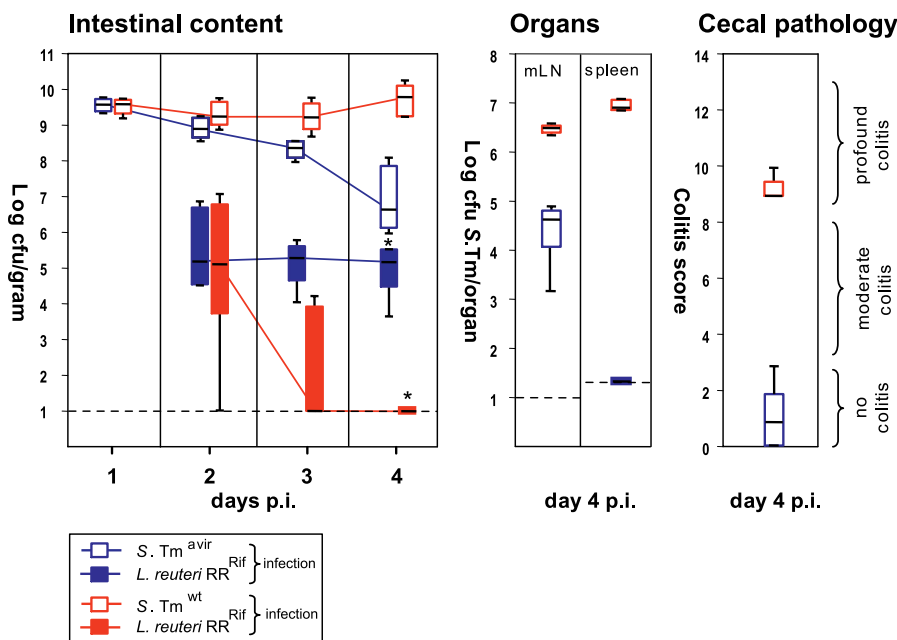 Intestinal content
Organs
Cecal pathology
Log cfu/gram
11
10
9
8
7
6
5
4
3
2
1
*
*
1
2
3
4
days p.i.
Log cfu S.Tm/organ
8
7
6
5
4
3
2
1
mLN
spleen
day 4 p.i.
Colitis score
14
12
10
8
6
4
2
0
day 4 p.i.
profound colitis
moderate colitis
no colitis
S. Tm avir
L. reuteri RR Rif
infection
S. Tm wt
L. reuteri RR Rif
infection